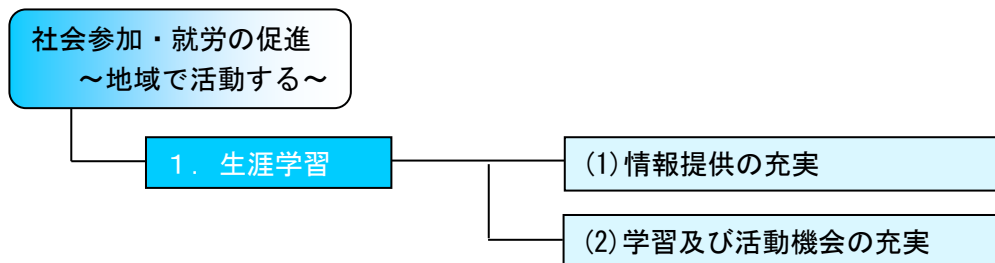 社会参加・就労の促進
～地域で活動する～
１．生涯学習
(1)情報提供の充実
(2)学習及び活動機会の充実